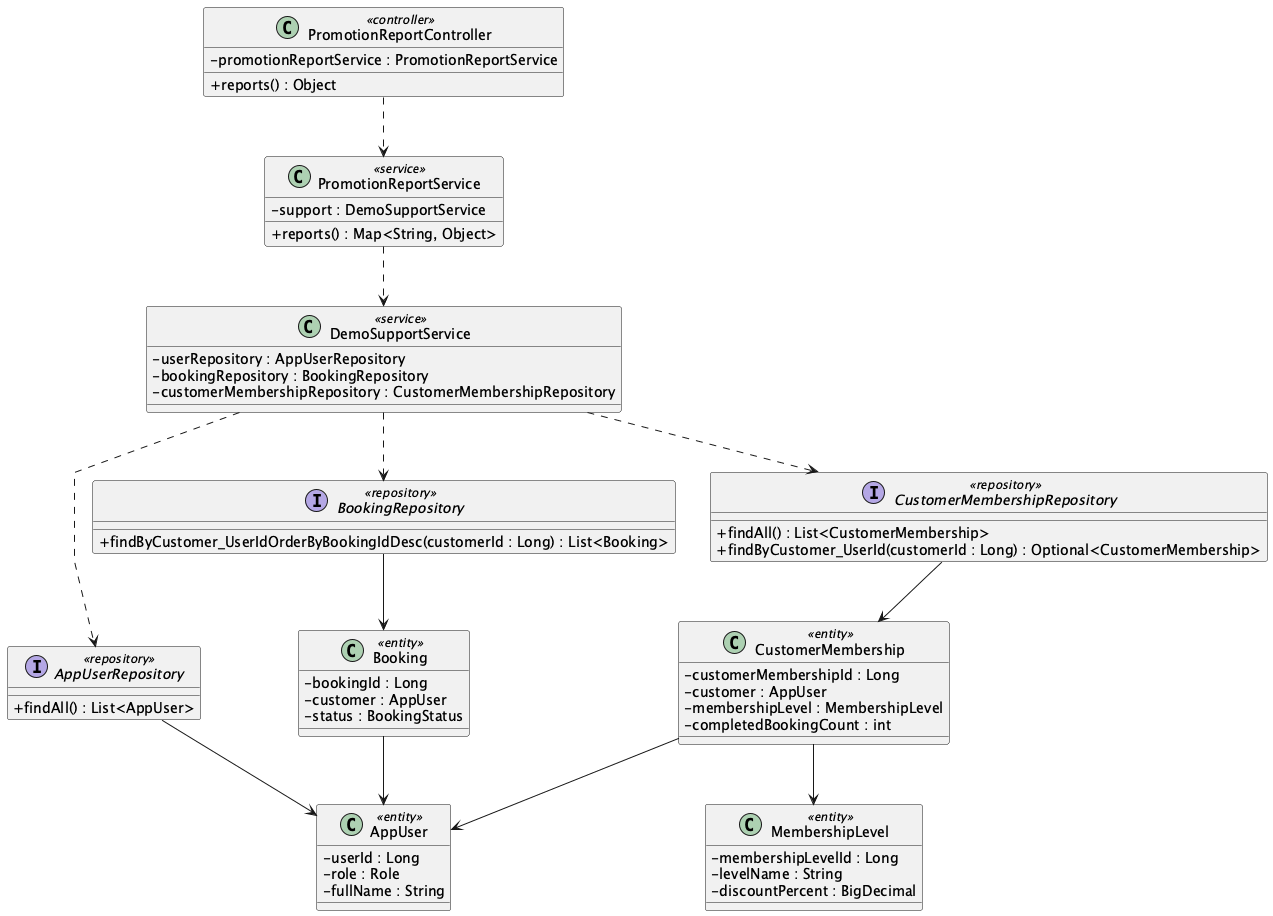 C
«controller»
PromotionReportController
-promotionReportService : PromotionReportService
+reports() : Object
C
«service»
PromotionReportService
-support : DemoSupportService
+reports() : Map<String, Object>
C
«service»
DemoSupportService
-userRepository : AppUserRepository
-bookingRepository : BookingRepository
-customerMembershipRepository : CustomerMembershipRepository
I
«repository»
BookingRepository
+findByCustomer_UserIdOrderByBookingIdDesc(customerId : Long) : List<Booking>
I
«repository»
CustomerMembershipRepository
+findAll() : List<CustomerMembership>
+findByCustomer_UserId(customerId : Long) : Optional<CustomerMembership>
I
«repository»
AppUserRepository
+findAll() : List<AppUser>
C
«entity»
Booking
-bookingId : Long
-customer : AppUser
-status : BookingStatus
C
«entity»
CustomerMembership
-customerMembershipId : Long
-customer : AppUser
-membershipLevel : MembershipLevel
-completedBookingCount : int
C
«entity»
AppUser
-userId : Long
-role : Role
-fullName : String
C
«entity»
MembershipLevel
-membershipLevelId : Long
-levelName : String
-discountPercent : BigDecimal